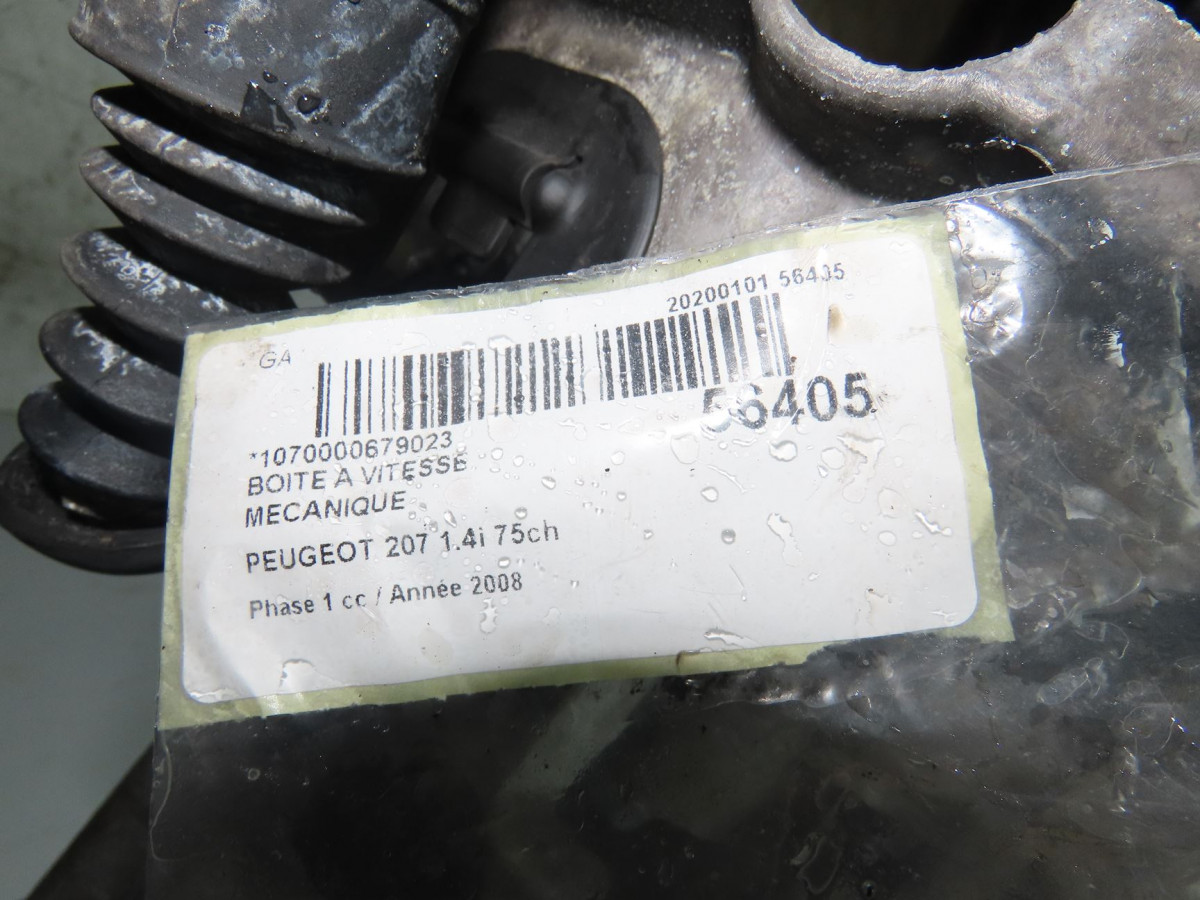 20200101 56405
GA
56405
*1070000679023
BOITE A VITESSE
MECANIQUE
PEUGEOT 207 1.4i 75ch
Phase 1 cc / Année 2008